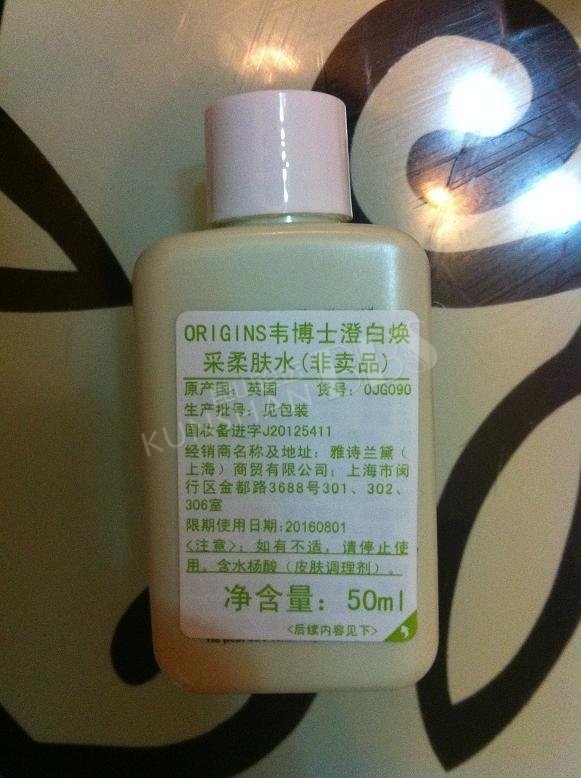 ORIGINS韦博士澄白焕
采柔肤水(非卖品)
原产国：英国 货号：0JG090
生产批号：见包装
国妆备进字J20125411
经销商名称及地址：雅诗兰黛（
上海）商贸有限公司；上海市闵
行区金都路3688号301、302、
306室
限期使用日期：20160801
<注意>：如有不适，请停止使
用。含水杨酸（皮肤调理剂）。
净含量：50ml
<后续内容见下>